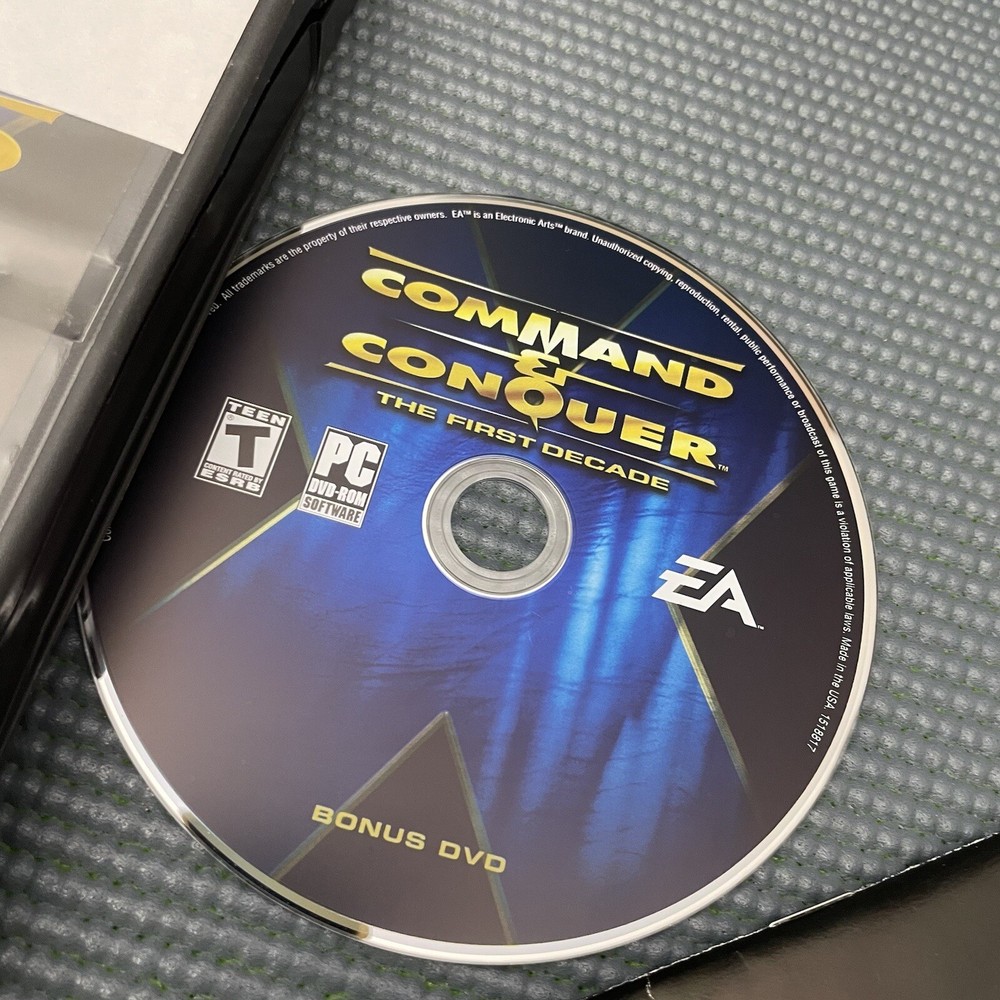 All trademarks are the property of their respective owners. EA™ is an Electronic Arts™ brand. Unauthorized copying, reproduction, rental, public performance or broadcast of this game is a violation of applicable laws. Made in the USA. 1518817
COMMAND
&
CONQUER™
THE FIRST DECADE
TEEN
T
CONTENT RATED BY
ESRB
PC
DVD-ROM
SOFTWARE
EA™
BONUS DVD